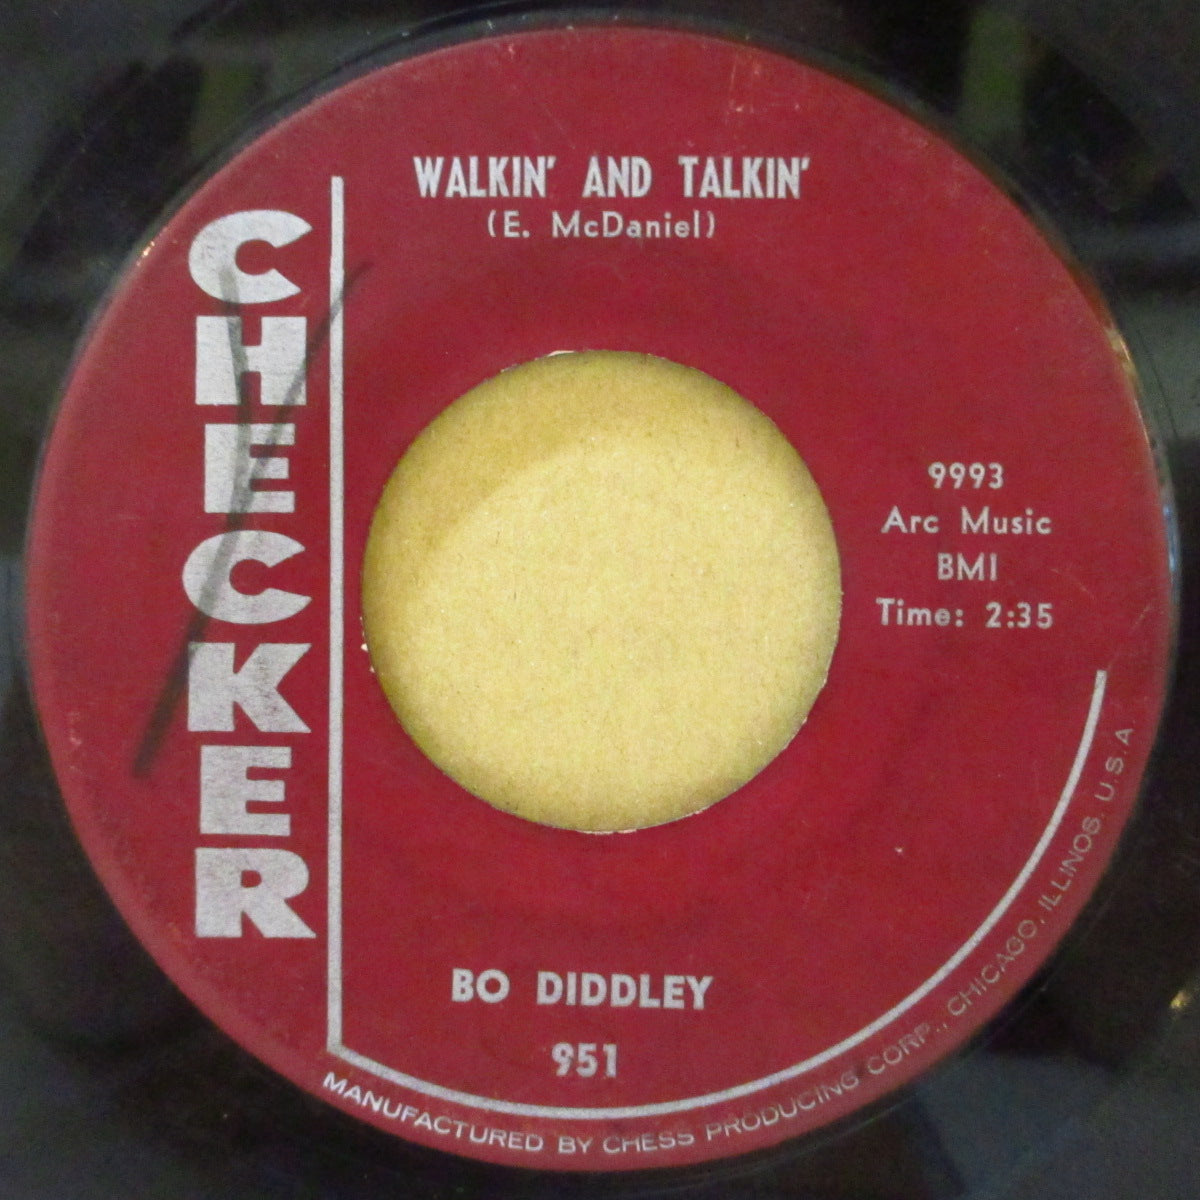 WALKIN' AND TALKIN'
(E. McDaniel)
CHECKER
9993
Arc Music
BMI
Time: 2:35
BO DIDDLEY
951
MANUFACTURED BY CHESS PRODUCING CORP., CHICAGO, ILLINOS. U.S.A